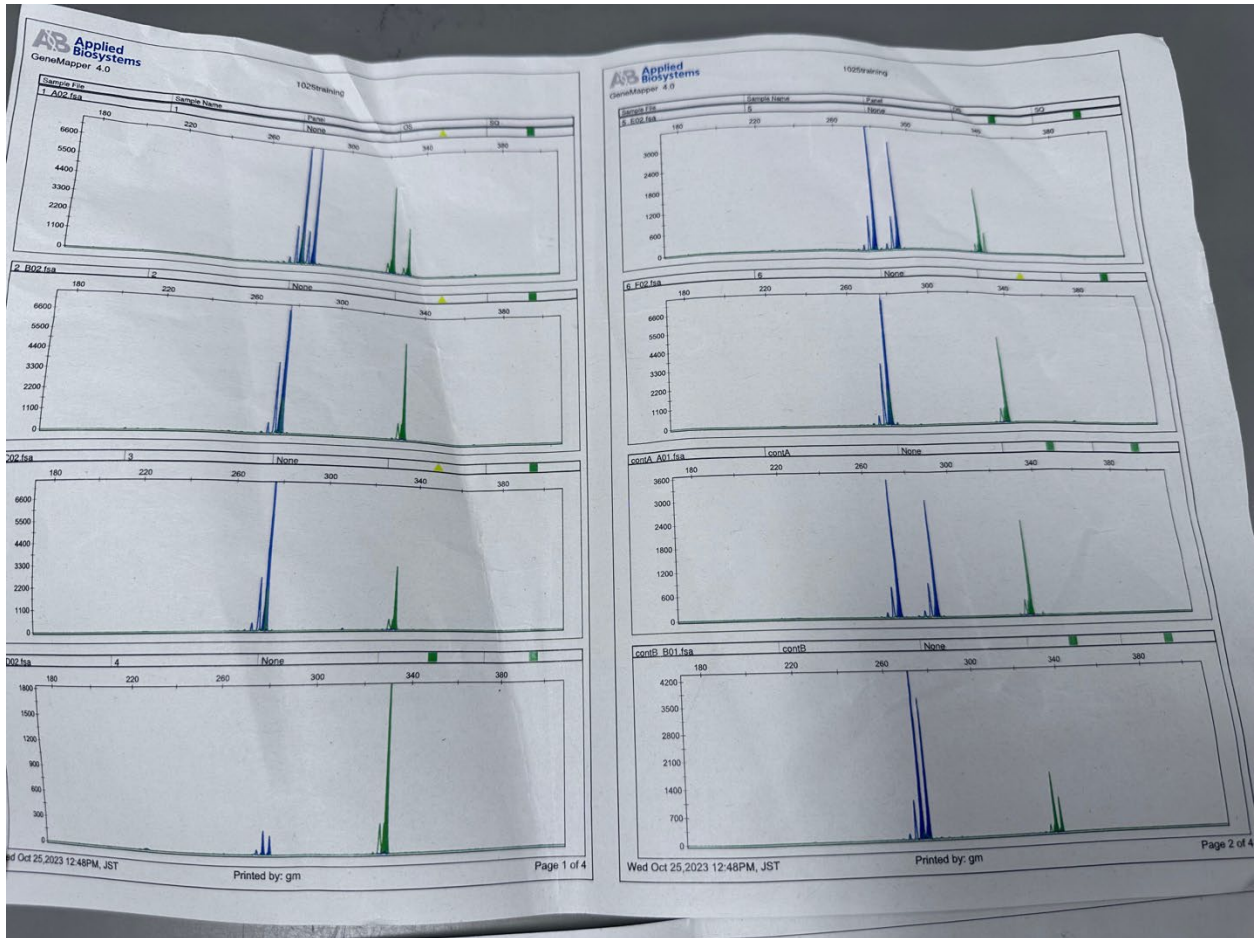 AB Applied
Biosystems
GeneMapper 4.0
1025training
Sample File Sample Name Panel OS SQ
1_A02.fsa 1 None
180 220 260 300 340 380
6600
5500
4400
3300
2200
1100
0
2_B02.fsa 2 None
180 220 260 300 340 380
6600
5500
4400
3300
2200
1100
0
C02.fsa 3 None
180 220 260 300 340 380
6600
5500
4400
3300
2200
1100
0
D02.fsa 4 None
180 220 260 300 340 380
1800
1500
1200
900
600
300
0
Wed Oct 25,2023 12:48PM, JST Printed by: gm Page 1 of 4
AB Applied
Biosystems
GeneMapper 4.0
1025training
Sample File Sample Name Panel OS SQ
5_E02.fsa 5 None
180 220 260 300 340 380
3000
2400
1800
1200
600
0
6_F02.fsa 6 None
180 220 260 300 340 380
6600
5500
4400
3300
2200
1100
0
contA_A01.fsa contA None
180 220 260 300 340 380
3600
3000
2400
1800
1200
600
0
contB_B01.fsa contB None
180 220 260 300 340 380
4200
3500
2800
2100
1400
700
0
Wed Oct 25,2023 12:48PM, JST Printed by: gm Page 2 of 4